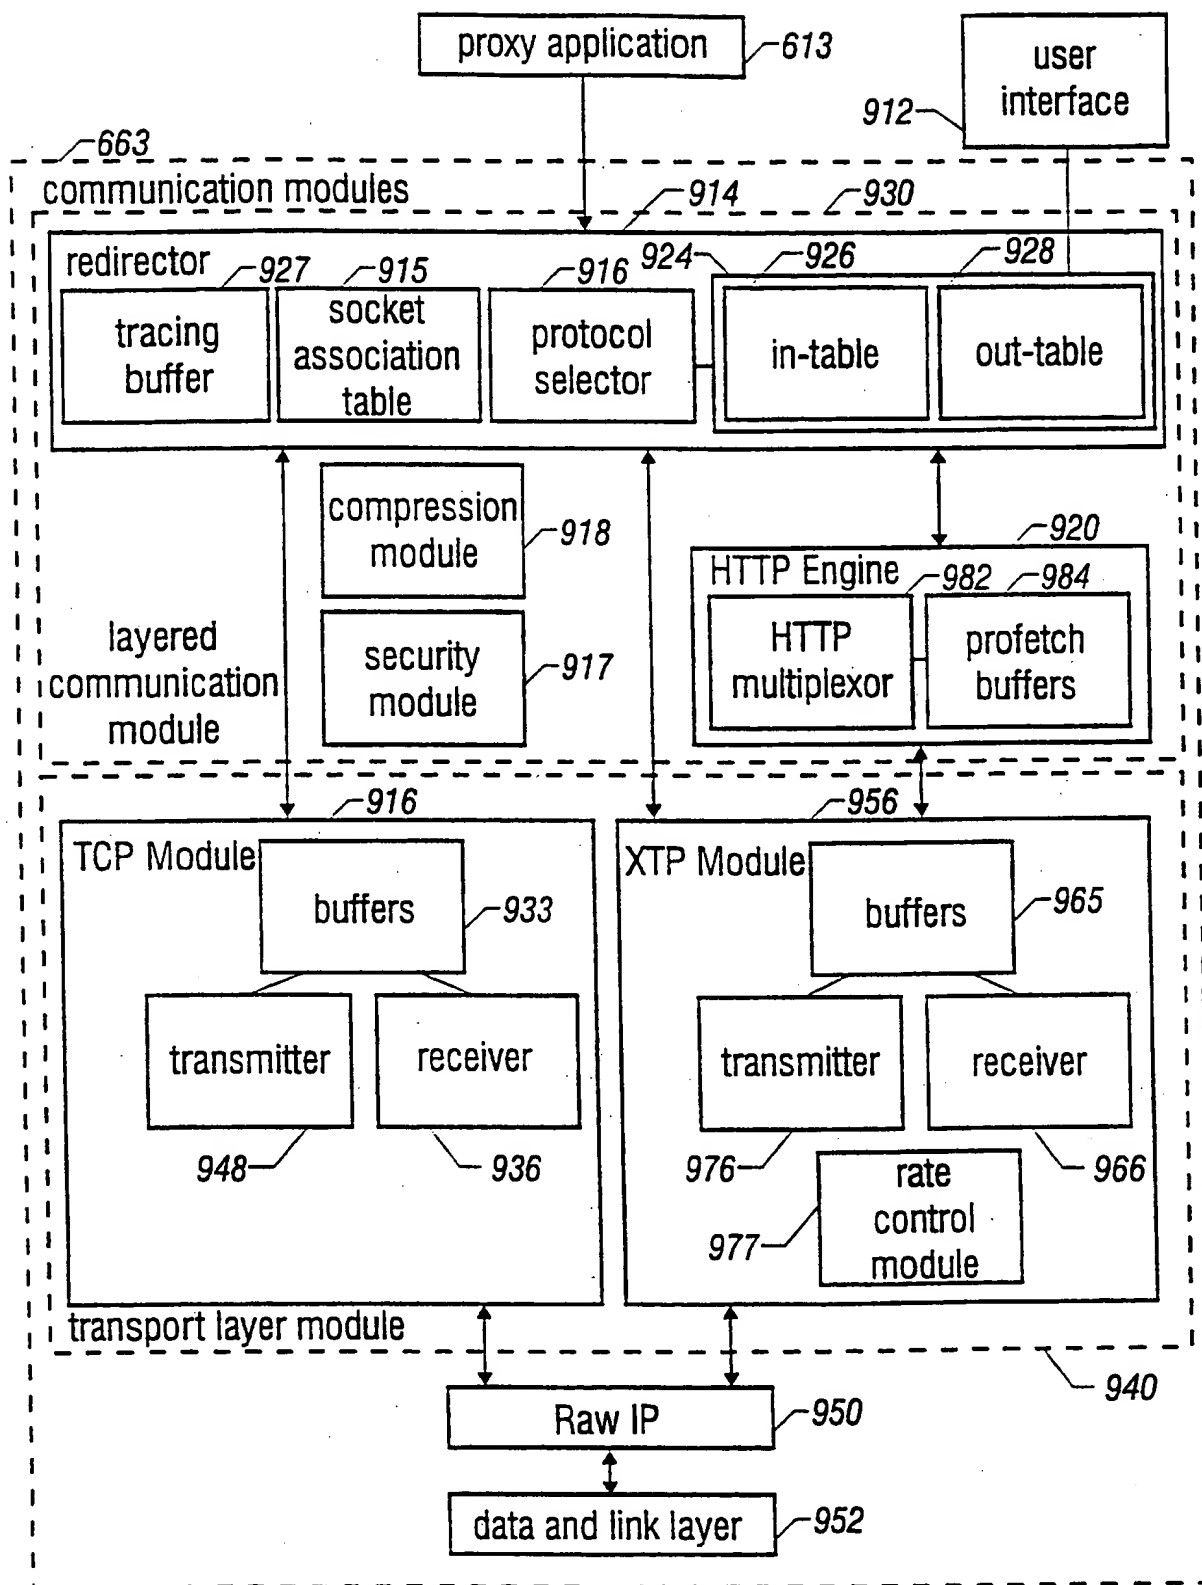 proxy application
613
user
interface
912
663
communication modules
914
930
redirector
927
915
916
924
926
928
tracing
buffer
socket
association
table
protocol
selector
in-table
out-table
compression
module
918
920
HTTP Engine
982
984
HTTP
multiplexor
profetch
buffers
layered
communication
module
security
module
917
916
956
TCP Module
buffers
933
XTP Module
buffers
965
transmitter
receiver
948
936
transmitter
receiver
976
966
rate
control
module
977
transport layer module
940
Raw IP
950
data and link layer
952